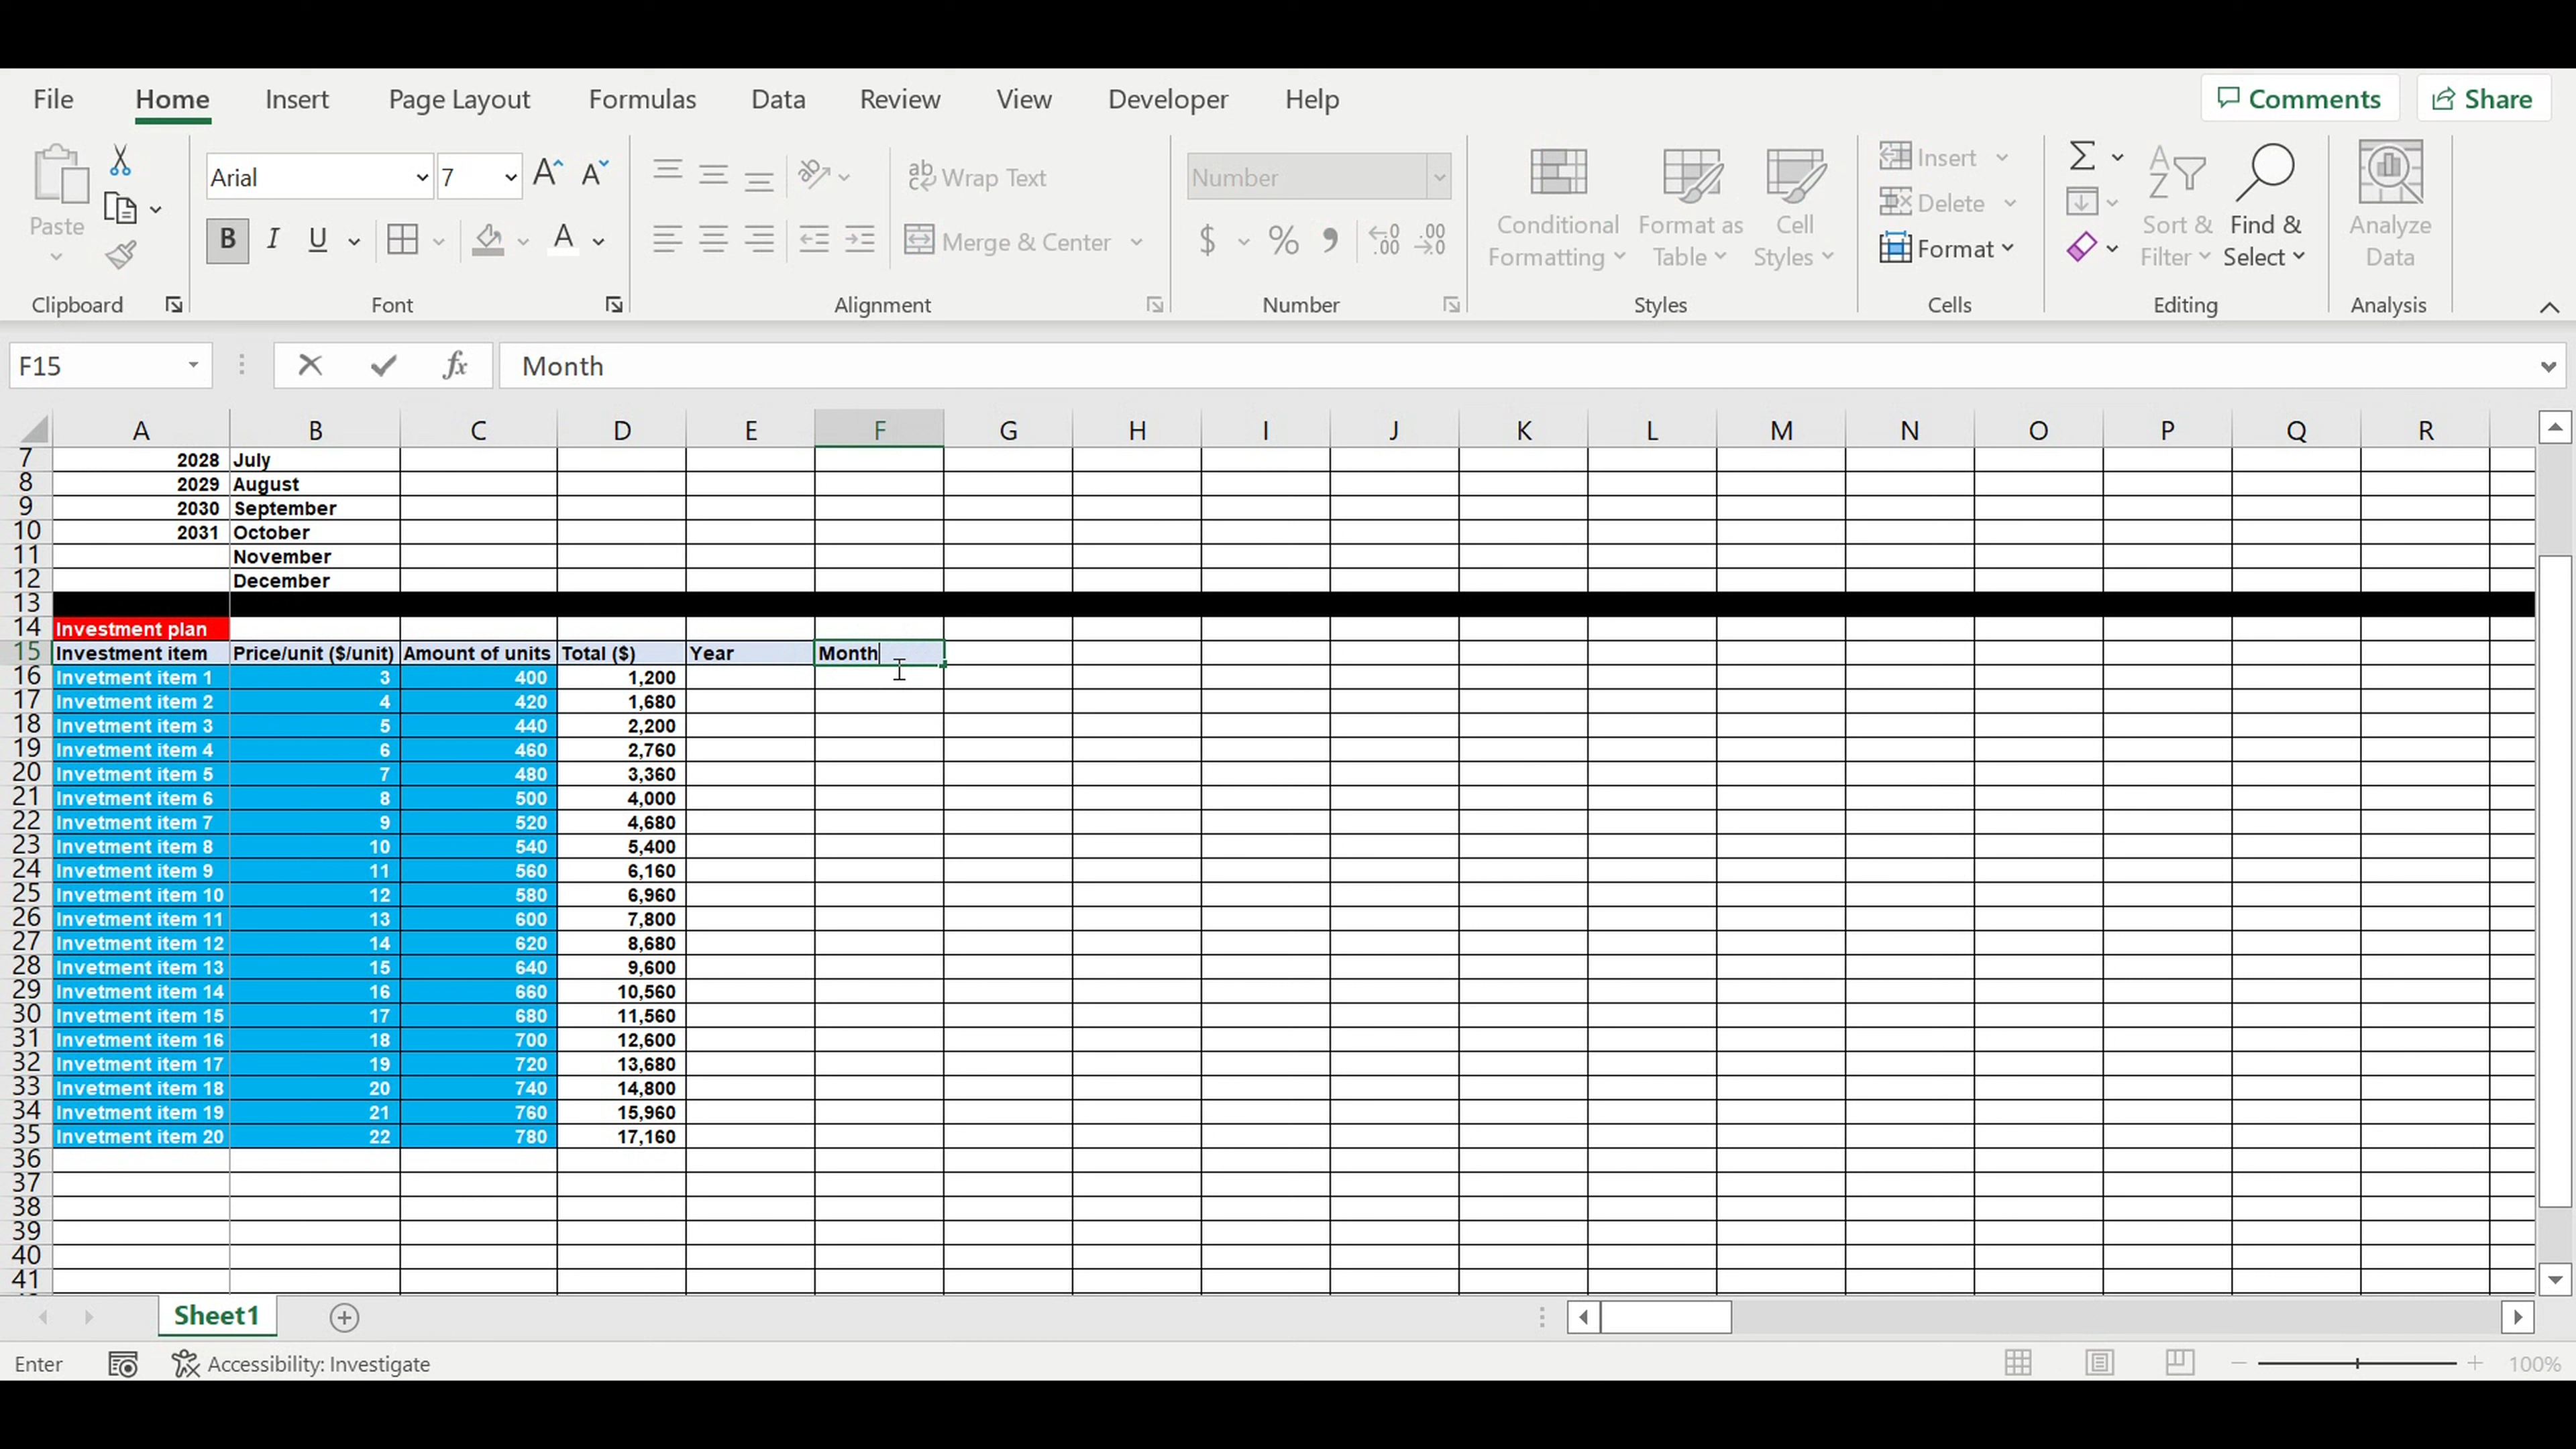 File Home Insert Page Layout Formulas Data Review View Developer Help Comments Share
Arial 7 ab Wrap Text Number Insert
Paste Delete
B I U A Merge & Center $ % 9 Conditional Formatting Format as Table Cell Styles Format Sort & Filter Find & Select Analyze Data
Clipboard Font Alignment Number Styles Cells Editing Analysis
F15 fx Month
A B C D E F G H I J K L M N O P Q R
7 2028 July
8 2029 August
9 2030 September
10 2031 October
11 November
12 December
13
14 Investment plan
15 Investment item Price/unit ($/unit) Amount of units Total ($) Year Month
16 Invetment item 1 3 400 1,200
17 Invetment item 2 4 420 1,680
18 Invetment item 3 5 440 2,200
19 Invetment item 4 6 460 2,760
20 Invetment item 5 7 480 3,360
21 Invetment item 6 8 500 4,000
22 Invetment item 7 9 520 4,680
23 Invetment item 8 10 540 5,400
24 Invetment item 9 11 560 6,160
25 Invetment item 10 12 580 6,960
26 Invetment item 11 13 600 7,800
27 Invetment item 12 14 620 8,680
28 Invetment item 13 15 640 9,600
29 Invetment item 14 16 660 10,560
30 Invetment item 15 17 680 11,560
31 Invetment item 16 18 700 12,600
32 Invetment item 17 19 720 13,680
33 Invetment item 18 20 740 14,800
34 Invetment item 19 21 760 15,960
35 Invetment item 20 22 780 17,160
36
37
38
39
40
41
Sheet1
Enter Accessibility: Investigate 100%